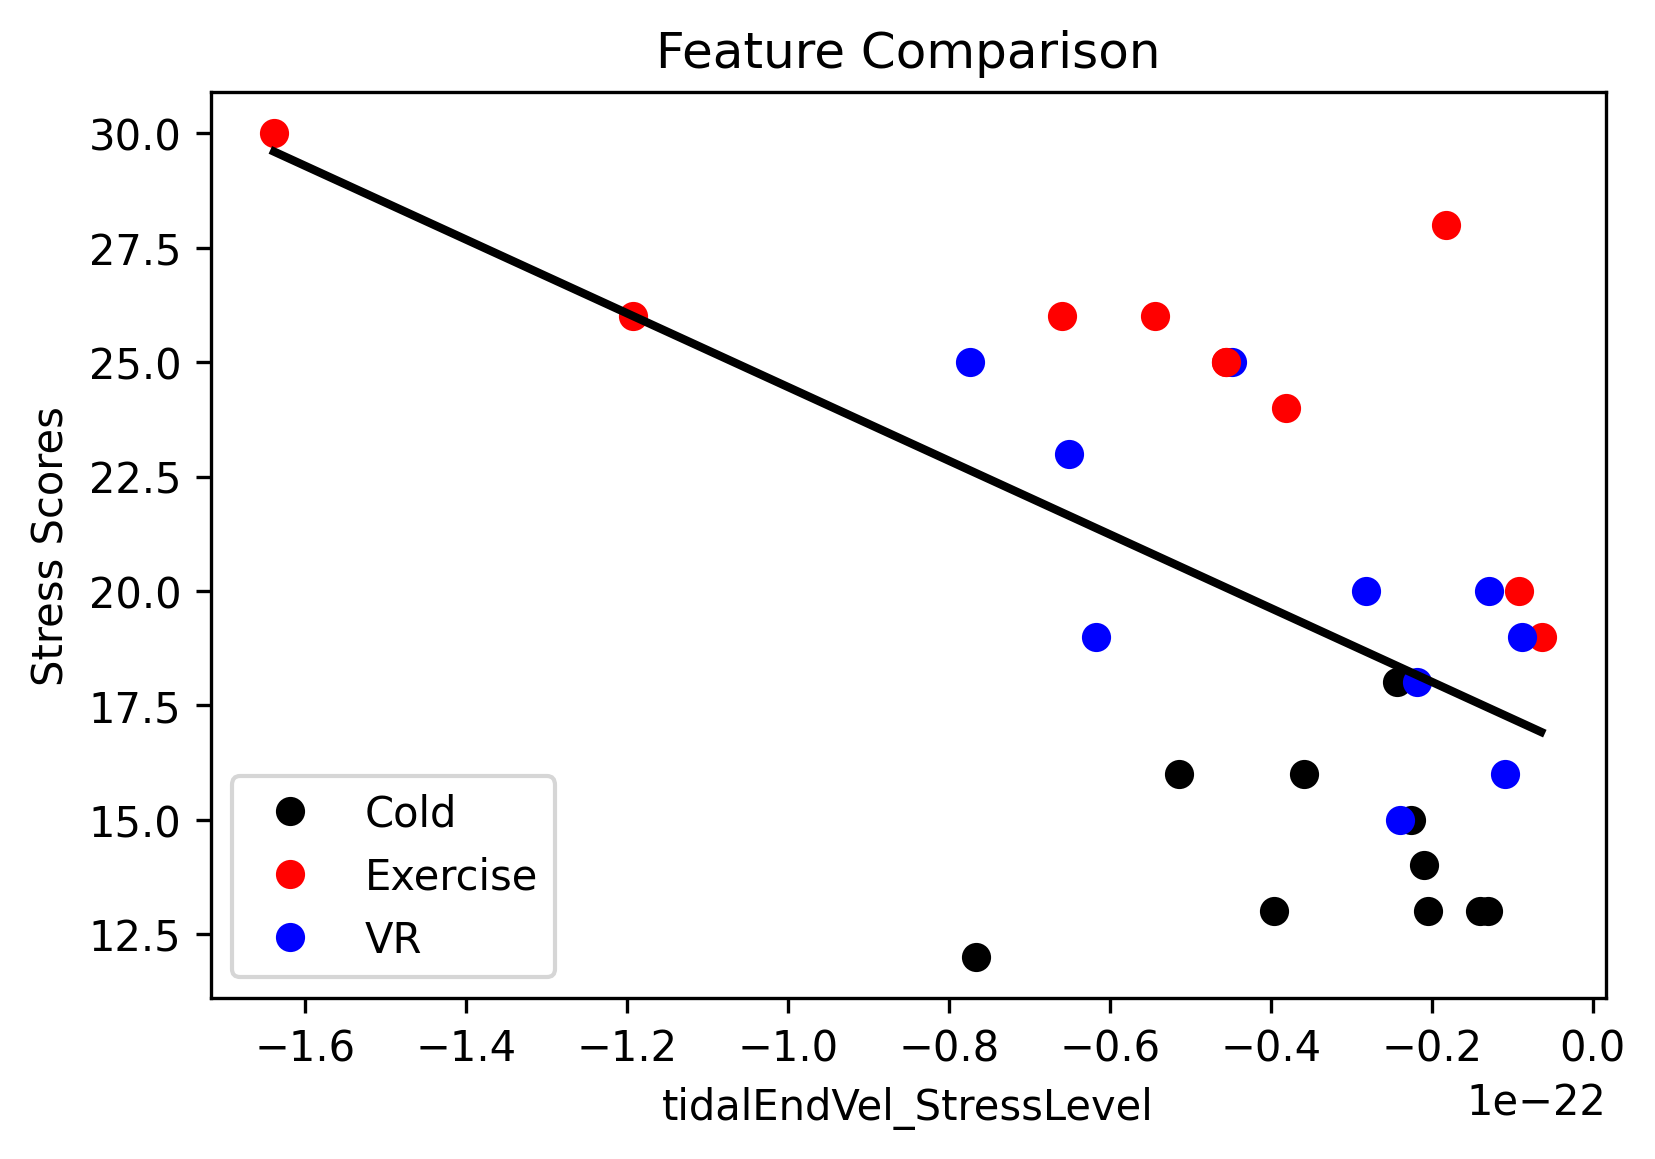 Feature Comparison
30.0
27.5
25.0
22.5
20.0
17.5
15.0
12.5
Stress Scores
Cold
Exercise
VR
−1.6 −1.4 −1.2 −1.0 −0.8 −0.6 −0.4 −0.2 0.0
1e−22
tidalEndVel_StressLevel